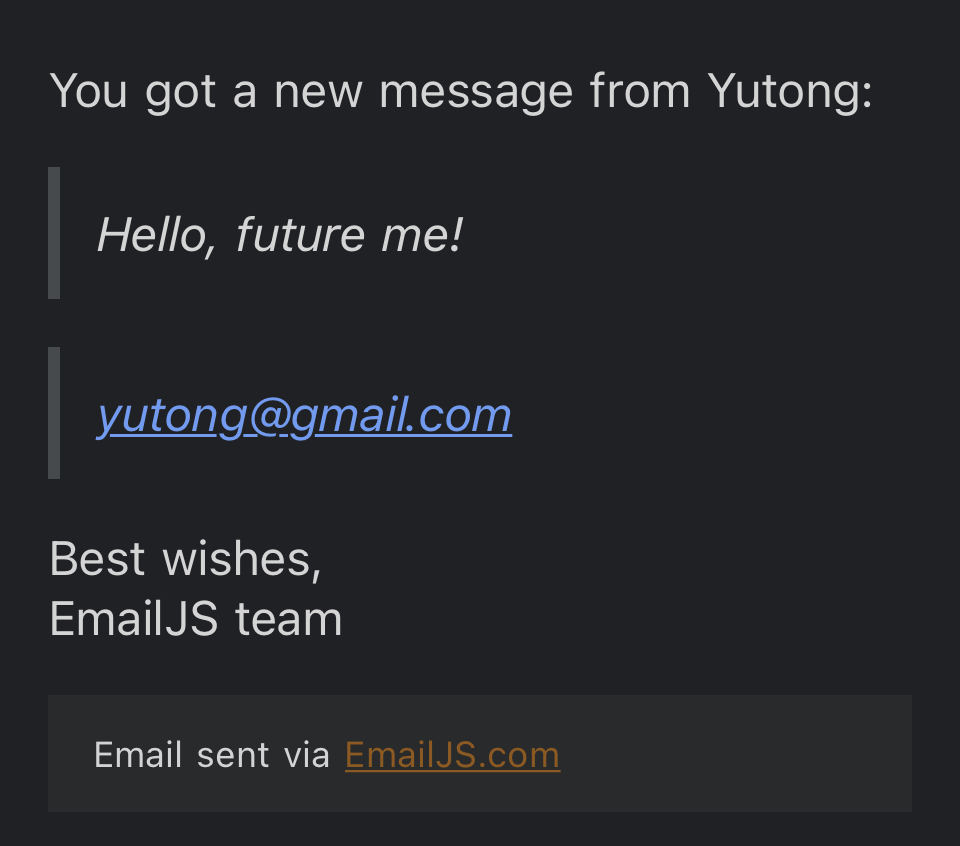 You got a new message from Yutong:
Hello, future me!
yutong@gmail.com
Best wishes,
EmailJS team
Email sent via EmailJS.com